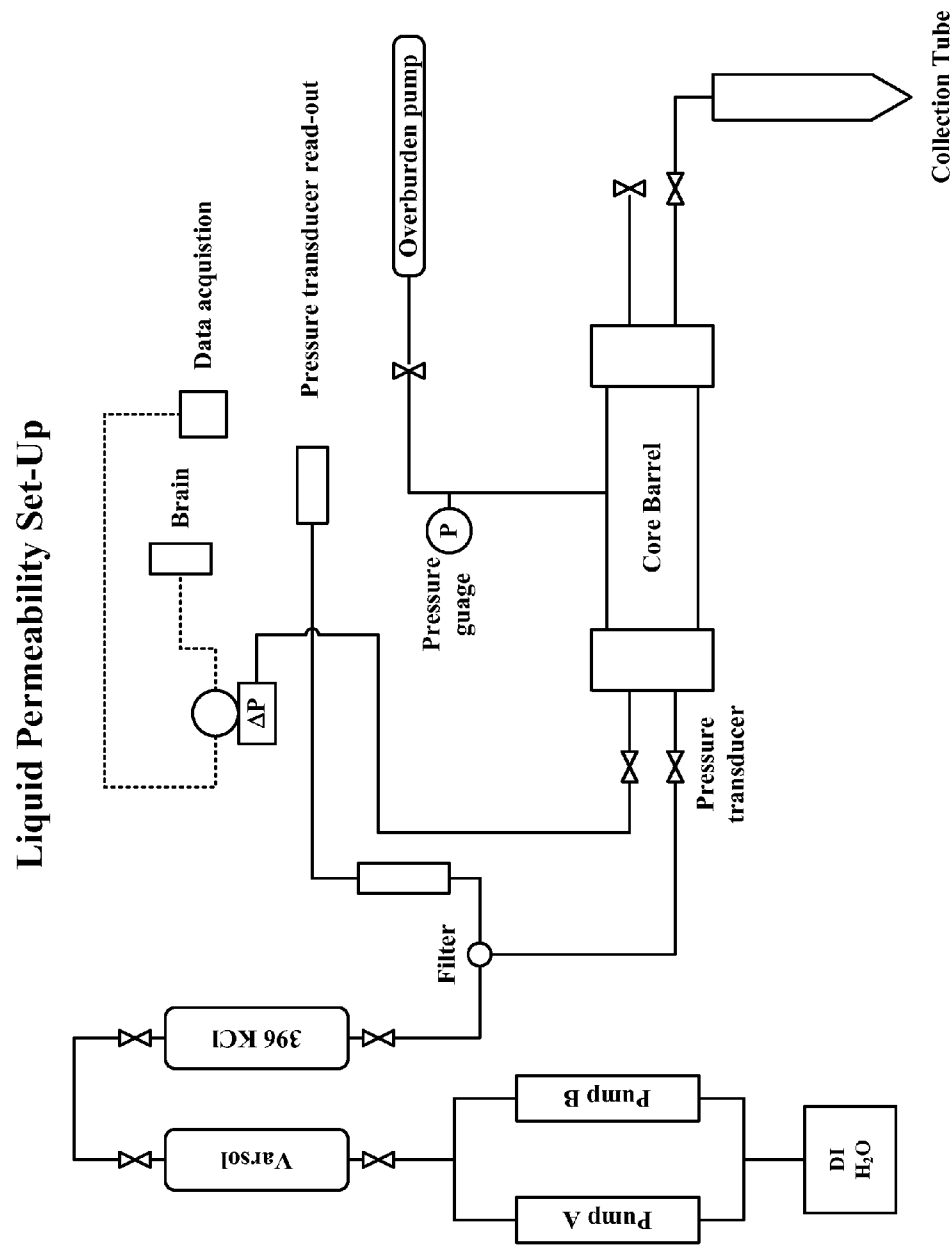 Liquid Permeability Set-Up
Data acquistion
Brain
Pressure transducer read-out
ΔP
Overburden pump
P
Pressure
guage
Core Barrel
Pressure
transducer
Filter
396 KCl
Varsol
Pump B
Pump A
DI
H₂O
Collection Tube